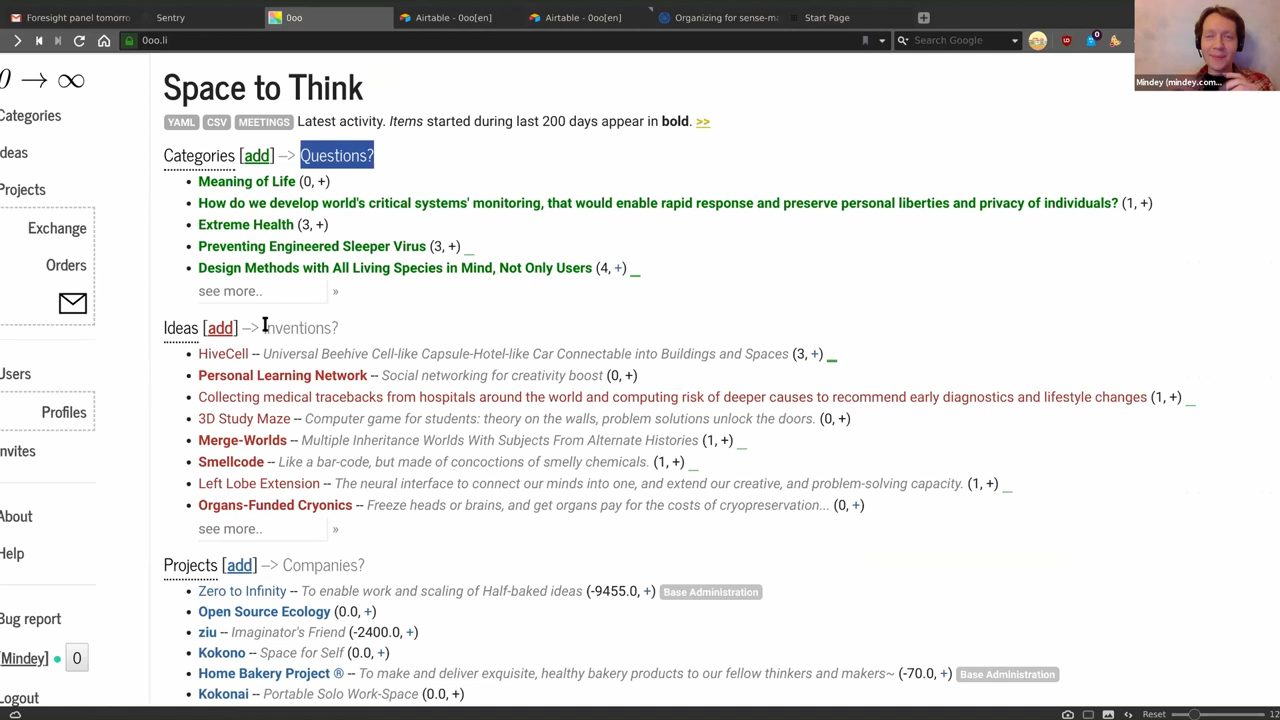 Foresight panel tomorro
Sentry
0oo
Airtable - 0oo[en]
Airtable - 0oo[en]
Organizing for sense-ma
Start Page
0oo.li
Search Google
0
Mindey (mindey.com...
0 → ∞
Categories
deas
Projects
Exchange
Orders
Users
Profiles
nvites
About
Help
Bug report
[Mindey] 0
Logout
Space to Think
YAML CSV MEETINGS Latest activity. Items started during last 200 days appear in bold. >>
Categories [add] –> Questions?
Meaning of Life (0, +)
How do we develop world's critical systems' monitoring, that would enable rapid response and preserve personal liberties and privacy of individuals? (1, +)
Extreme Health (3, +)
Preventing Engineered Sleeper Virus (3, +)
Design Methods with All Living Species in Mind, Not Only Users (4, +)
see more.. »
Ideas [add] –> Inventions?
HiveCell -- Universal Beehive Cell-like Capsule-Hotel-like Car Connectable into Buildings and Spaces (3, +)
Personal Learning Network -- Social networking for creativity boost (0, +)
Collecting medical tracebacks from hospitals around the world and computing risk of deeper causes to recommend early diagnostics and lifestyle changes (1, +)
3D Study Maze -- Computer game for students: theory on the walls, problem solutions unlock the doors. (0, +)
Merge-Worlds -- Multiple Inheritance Worlds With Subjects From Alternate Histories (1, +)
Smellcode -- Like a bar-code, but made of concoctions of smelly chemicals. (1, +)
Left Lobe Extension -- The neural interface to connect our minds into one, and extend our creative, and problem-solving capacity. (1, +)
Organs-Funded Cryonics -- Freeze heads or brains, and get organs pay for the costs of cryopreservation... (0, +)
see more.. »
Projects [add] –> Companies?
Zero to Infinity -- To enable work and scaling of Half-baked ideas (-9455.0, +) Base Administration
Open Source Ecology (0.0, +)
ziu -- Imaginator's Friend (-2400.0, +)
Kokono -- Space for Self (0.0, +)
Home Bakery Project ® -- To make and deliver exquisite, healthy bakery products to our fellow thinkers and makers~ (-70.0, +) Base Administration
Kokonai -- Portable Solo Work-Space (0.0, +)
Reset 12